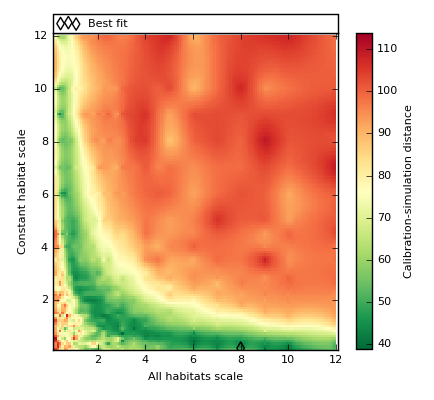 Best fit
12
10
8
6
4
2
2 4 6 8 10 12
All habitats scale
Constant habitat scale
110
100
90
80
70
60
50
40
Calibration-simulation distance